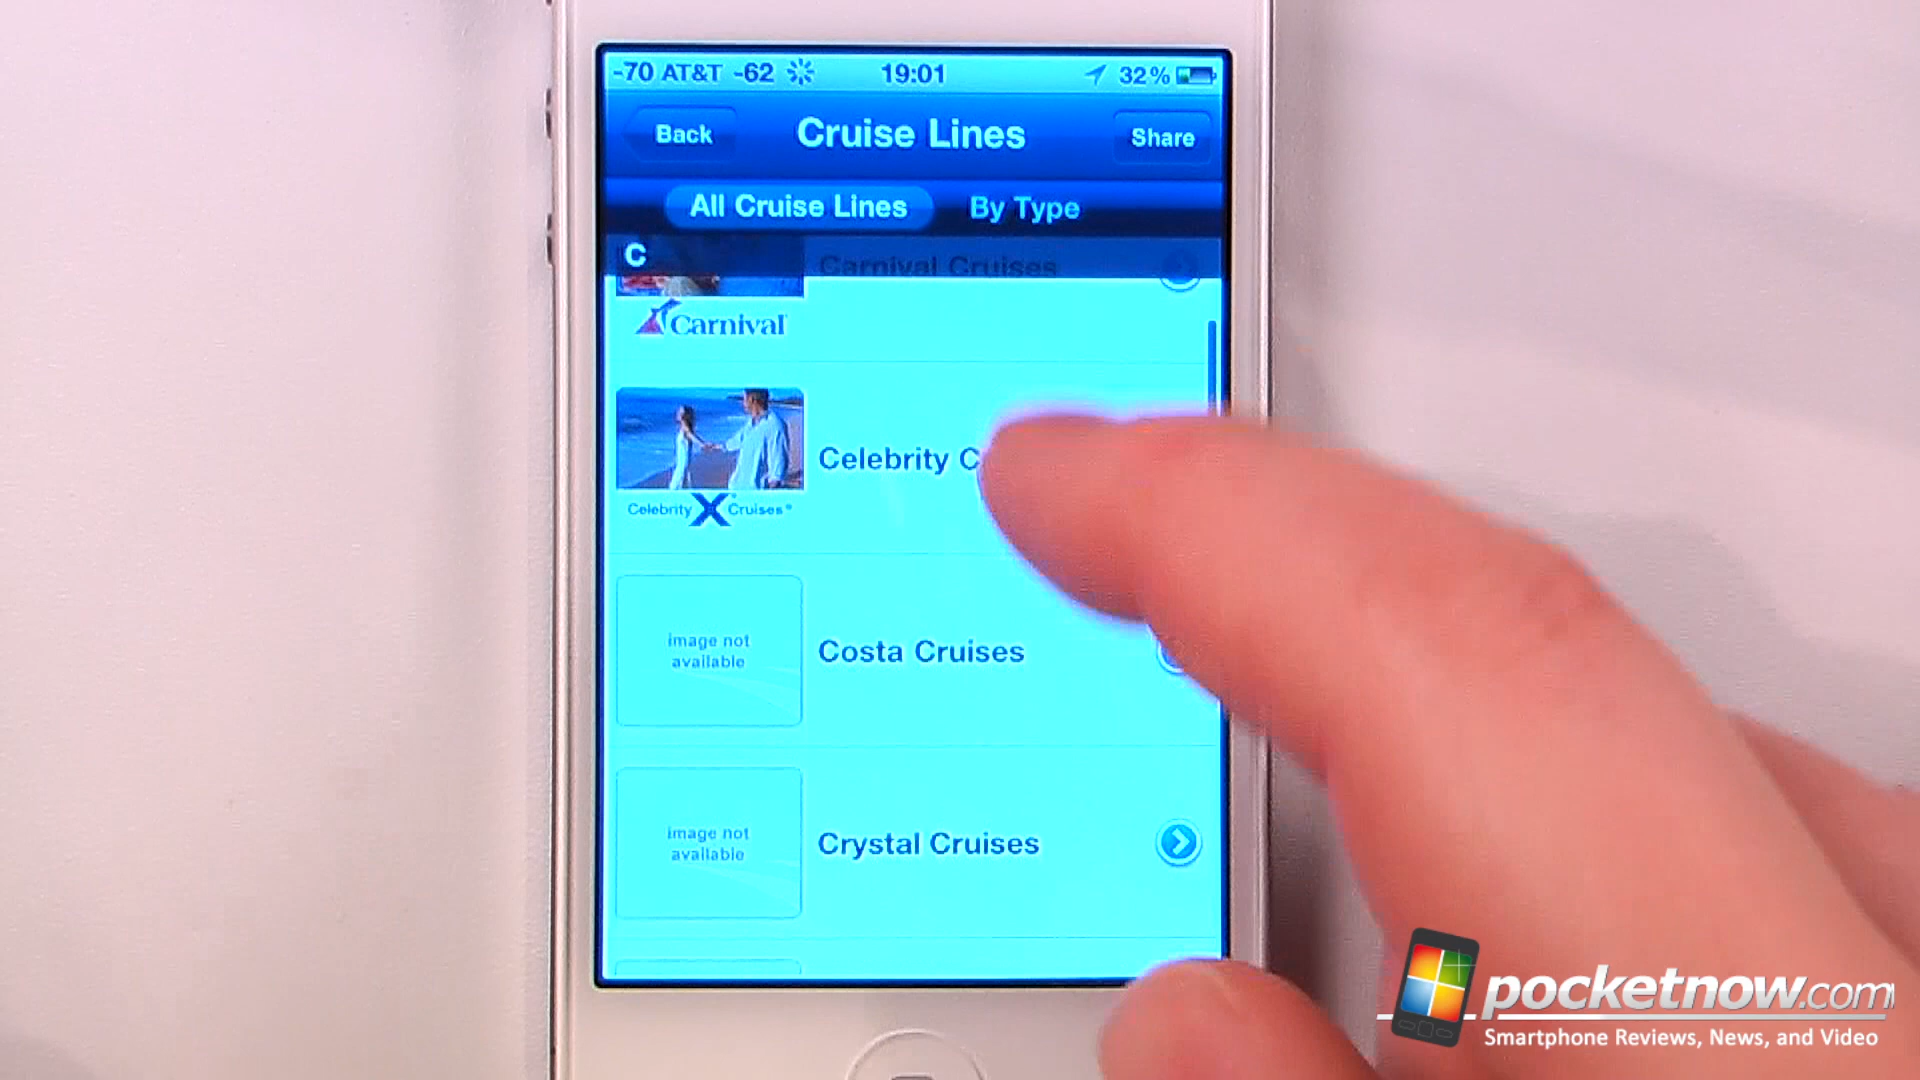 -70 AT&T -62 19:01 32%
Back Cruise Lines Share
All Cruise Lines By Type
C
Carnival Cruises
Carnival
Celebrity C
Celebrity X Cruises
image not
available
Costa Cruises
image not
available
Crystal Cruises
pocketnow.com
Smartphone Reviews, News, and Video